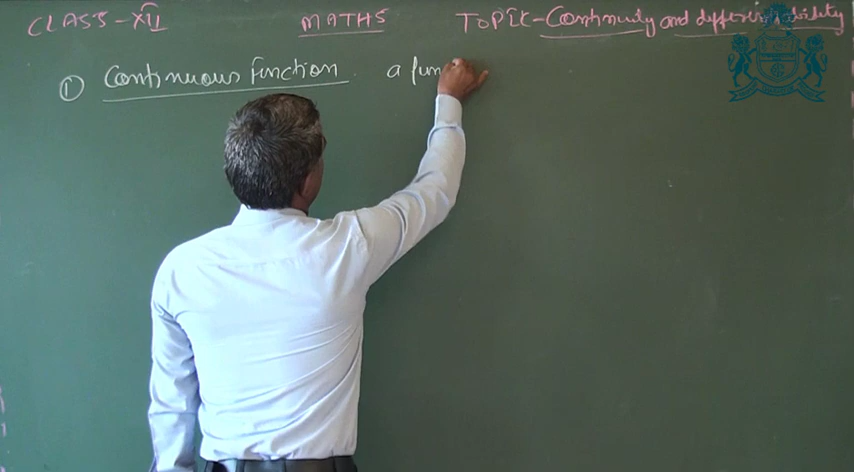 CLASS-XII MATHS TOPIC-Continuity and differentiability
① Continuous Function. a fun